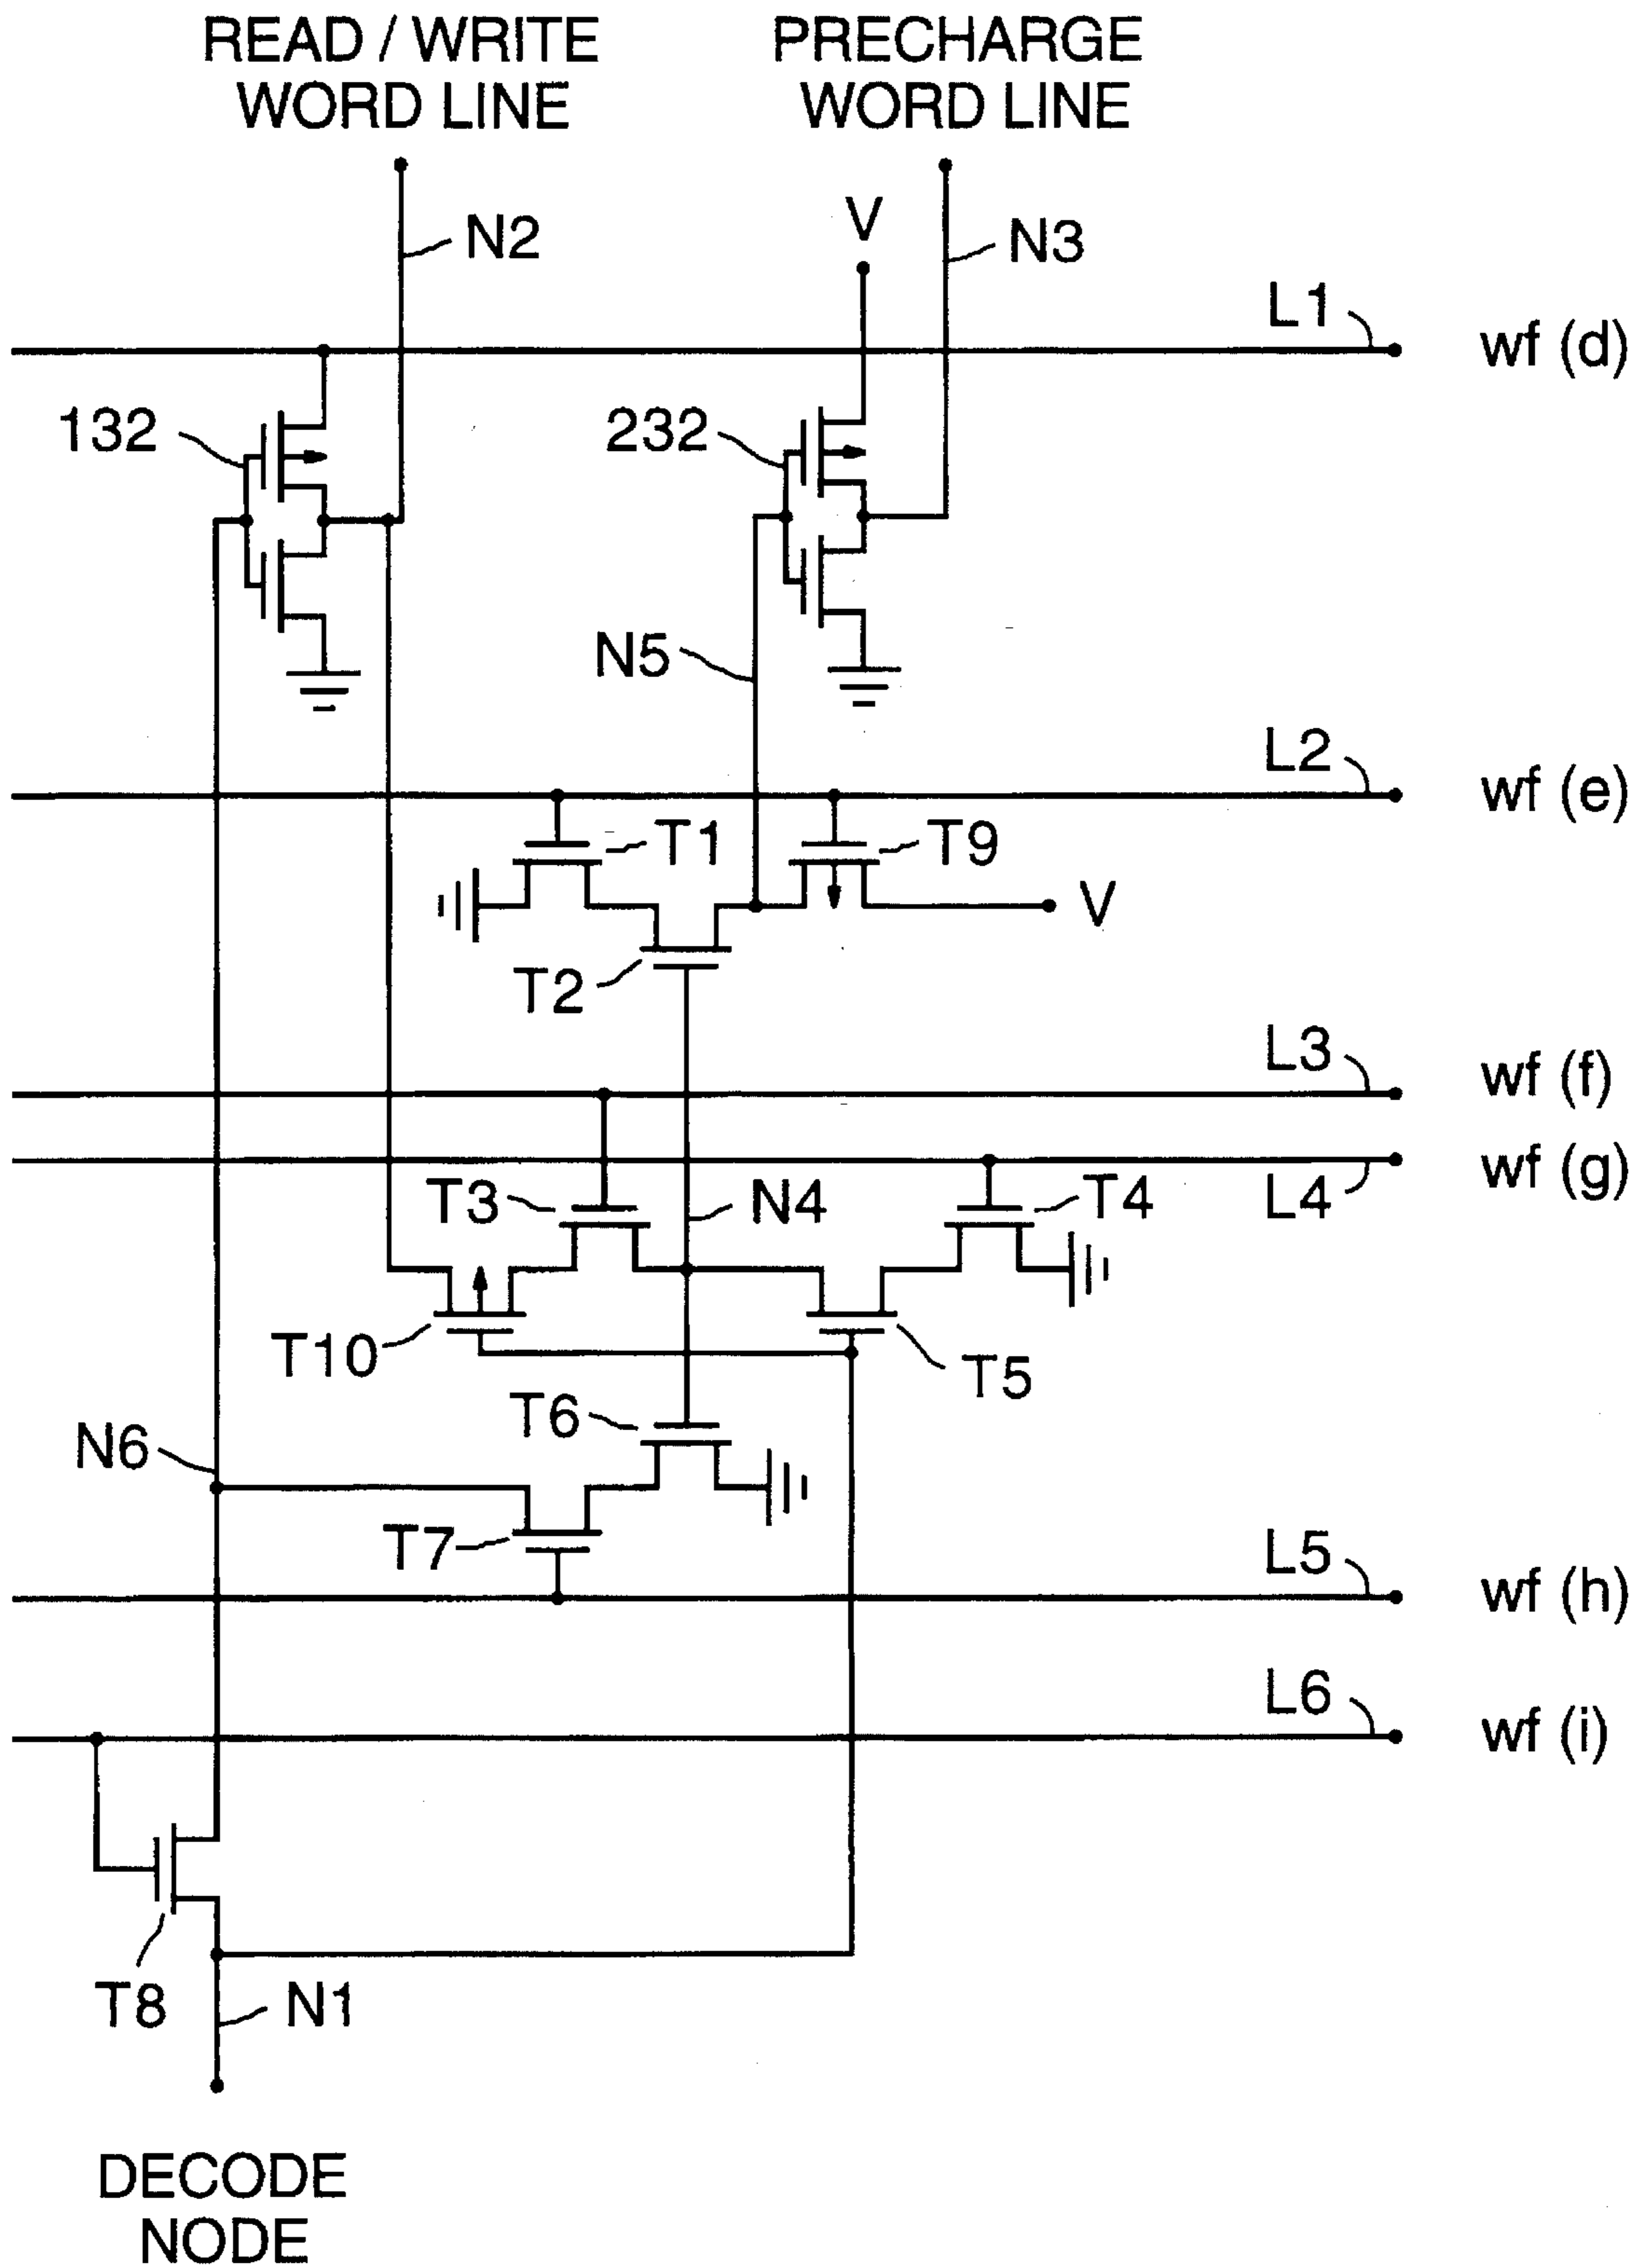 READ / WRITE
WORD LINE
PRECHARGE
WORD LINE
N2
V
N3
L1
wf (d)
132
232
N5
L2
wf (e)
T1
T9
V
T2
L3
wf (f)
wf (g)
L4
T3
N4
T4
T10
T5
T6
N6
T7
L5
wf (h)
L6
wf (i)
T8
N1
DECODE
NODE